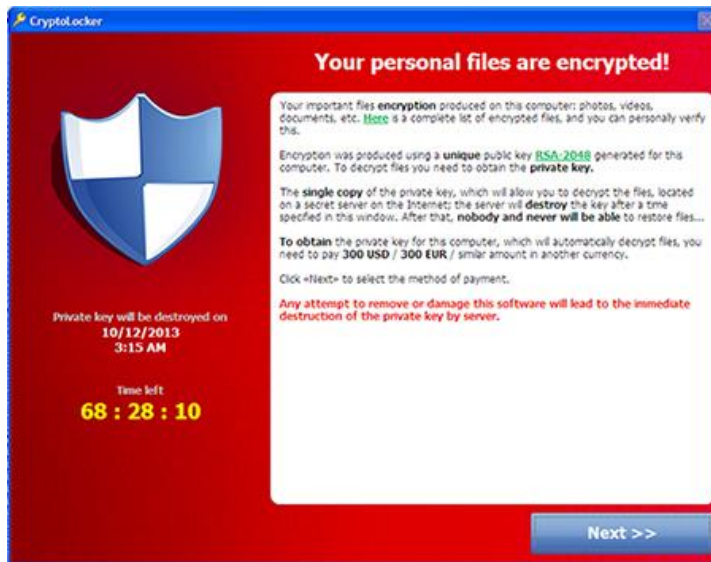 CryptoLocker
Your personal files are encrypted!
Your important files encryption produced on this computer: photos, videos,
documents, etc. Here is a complete list of encrypted files, and you can personally verify
this.
Encryption was produced using a unique public key RSA-2048 generated for this
computer. To decrypt files you need to obtain the private key.
The single copy of the private key, which will allow you to decrypt the files, located
on a secret server on the Internet; the server will destroy the key after a time
specified in this window. After that, nobody and never will be able to restore files...
To obtain the private key for this computer, which will automatically decrypt files, you
need to pay 300 USD / 300 EUR / similar amount in another currency.
Click «Next» to select the method of payment.
Any attempt to remove or damage this software will lead to the immediate
destruction of the private key by server.
Private key will be destroyed on
10/12/2013
3:15 AM
Time left
68 : 28 : 10
Next >>